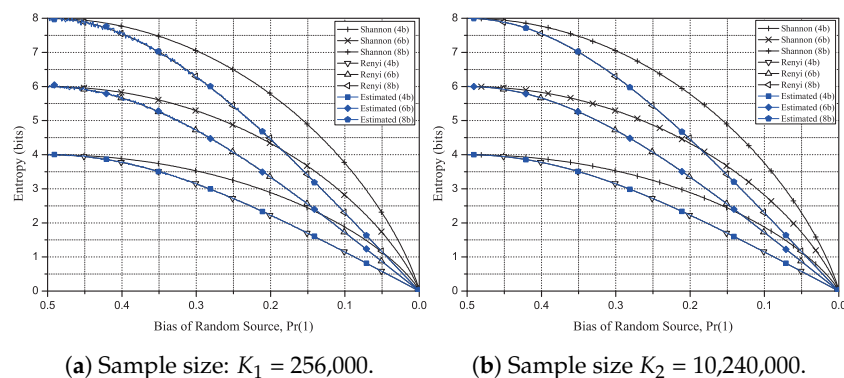 8
7
6
5
4
3
2
1
0
Entropy (bits)
0.5
0.4
0.3
0.2
0.1
0.0
Bias of Random Source, Pr(1)
Shannon (4b)
Shannon (6b)
Shannon (8b)
Renyi (4b)
Renyi (6b)
Renyi (8b)
Estimated (4b)
Estimated (6b)
Estimated (8b)
(a) Sample size: K1 = 256,000.
8
7
6
5
4
3
2
1
0
Entropy (bits)
0.5
0.4
0.3
0.2
0.1
0.0
Bias of Random Source, Pr(1)
Shannon (4b)
Shannon (6b)
Shannon (8b)
Renyi (4b)
Renyi (6b)
Renyi (8b)
Estimated (4b)
Estimated (6b)
Estimated (8b)
(b) Sample size K2 = 10,240,000.